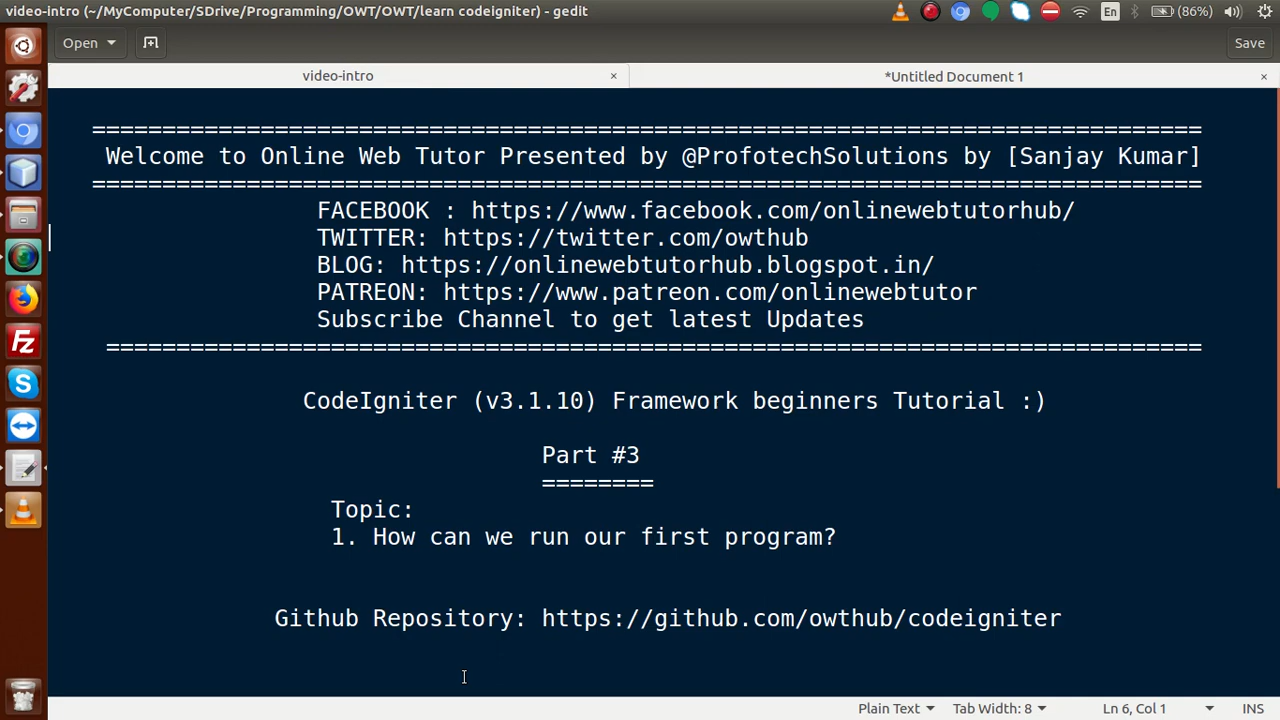 video-intro (~/MyComputer/SDrive/Programming/OWT/OWT/learn codeigniter) - gedit
En
(86%)
Open
Save
video-intro
*Untitled Document 1
===============================================================================
Welcome to Online Web Tutor Presented by @ProfotechSolutions by [Sanjay Kumar]
===============================================================================
FACEBOOK : https://www.facebook.com/onlinewebtutorhub/
TWITTER: https://twitter.com/owthub
BLOG: https://onlinewebtutorhub.blogspot.in/
PATREON: https://www.patreon.com/onlinewebtutor
Subscribe Channel to get latest Updates
==============================================================================
CodeIgniter (v3.1.10) Framework beginners Tutorial :)
Part #3
========
Topic:
1. How can we run our first program?
Github Repository: https://github.com/owthub/codeigniter
Plain Text
Tab Width: 8
Ln 6, Col 1
INS